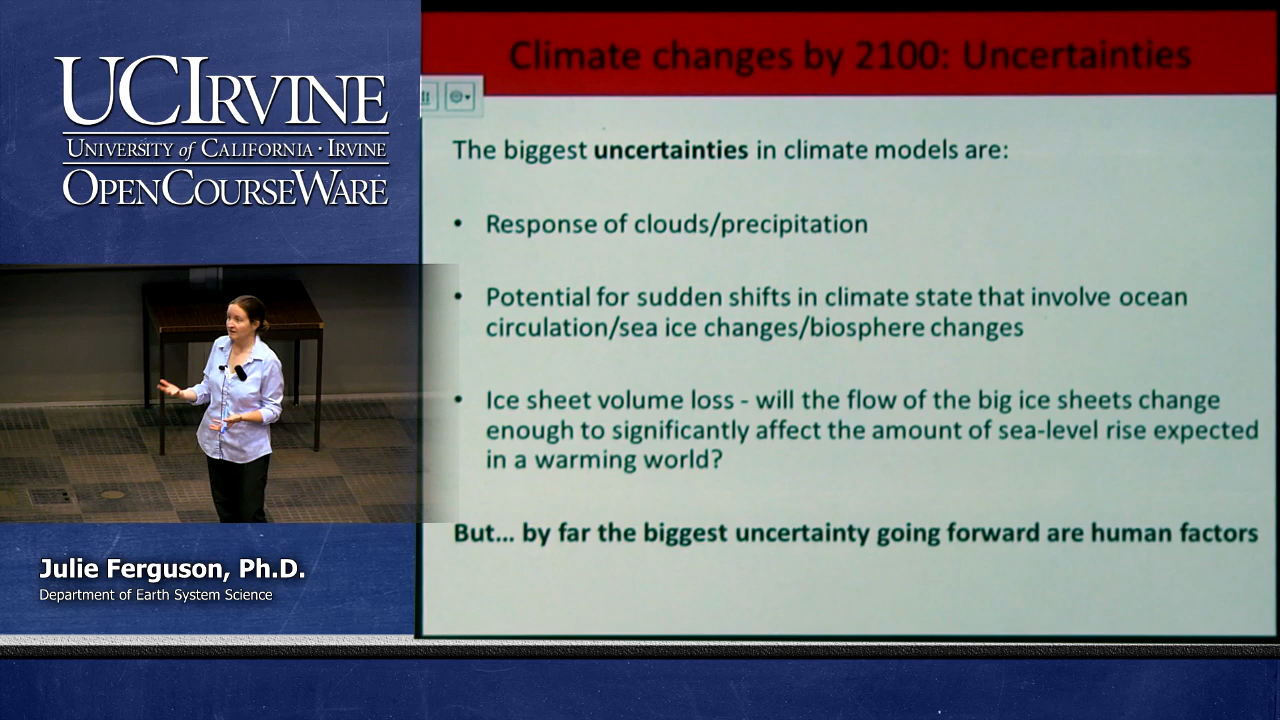 UCIRVINE
UNIVERSITY of CALIFORNIA · IRVINE
OPENCOURSEWARE
Julie Ferguson, Ph.D.
Department of Earth System Science
Climate changes by 2100: Uncertainties
The biggest uncertainties in climate models are:
• Response of clouds/precipitation
• Potential for sudden shifts in climate state that involve ocean
circulation/sea ice changes/biosphere changes
• Ice sheet volume loss - will the flow of the big ice sheets change
enough to significantly affect the amount of sea-level rise expected
in a warming world?
But... by far the biggest uncertainty going forward are human factors